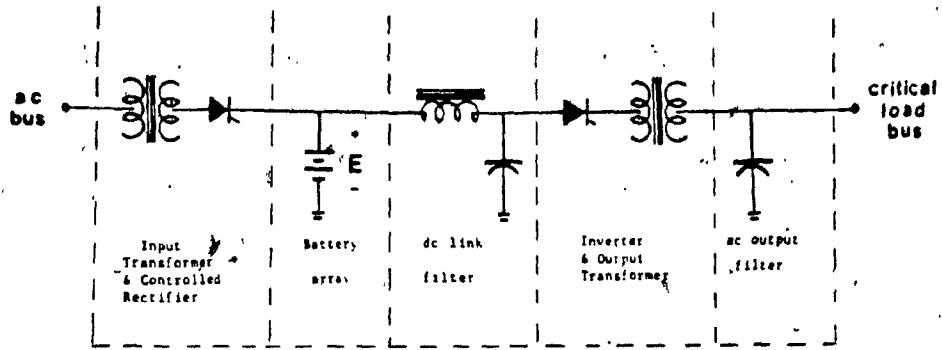 ac
bus
critical
load
bus
E
Input
Transformer
& Controlled
Rectifier
Battery
array
dc link
filter
Inverter
& Output
Transformer
ac output
filter